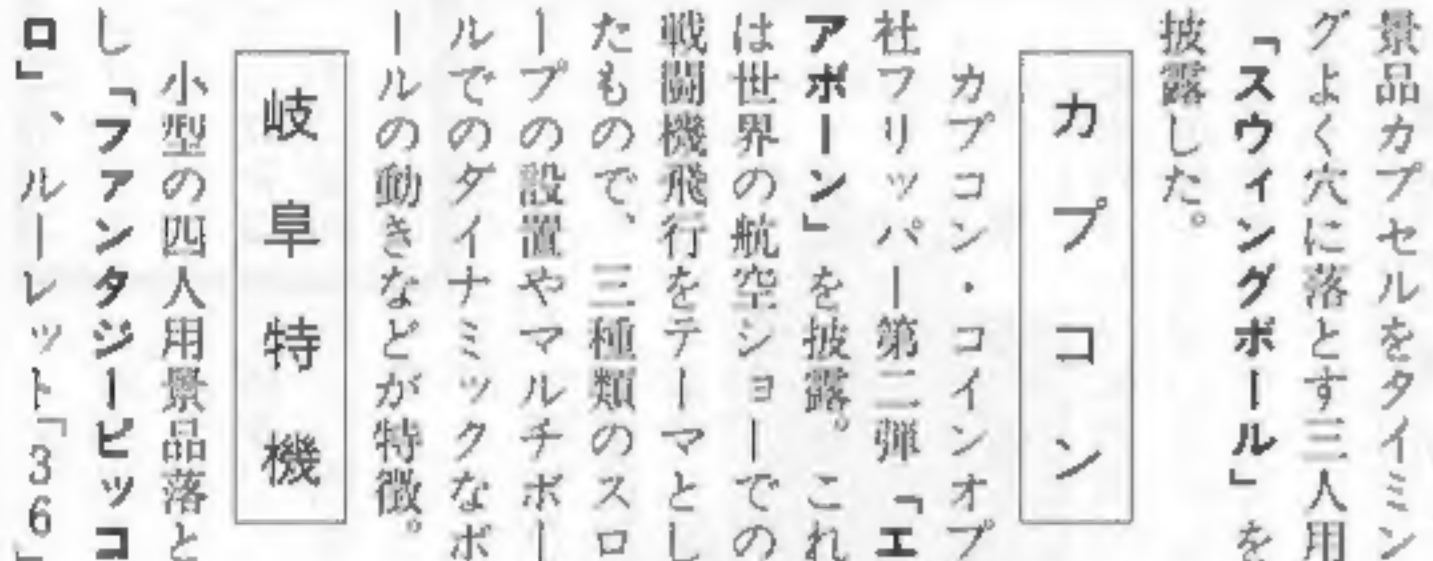 景品カプセルをタイミン
グよく穴に落とす三人用
「スウィングボール」を
披露した。
カプコン
カプコン・コインオプ
社フリッパー第二弾「エ
アボーン」を披露。これ
は世界の航空ショーでの
戦闘機飛行をテーマとし
たもので、三種類のスロ
ープの設置やマルチボー
ルでのダイナミックなボ
ールの動きなどが特徴。
岐阜特機
小型の四人用景品落と
し「ファンタジーピッコ
ロ」、ルーレット「36」